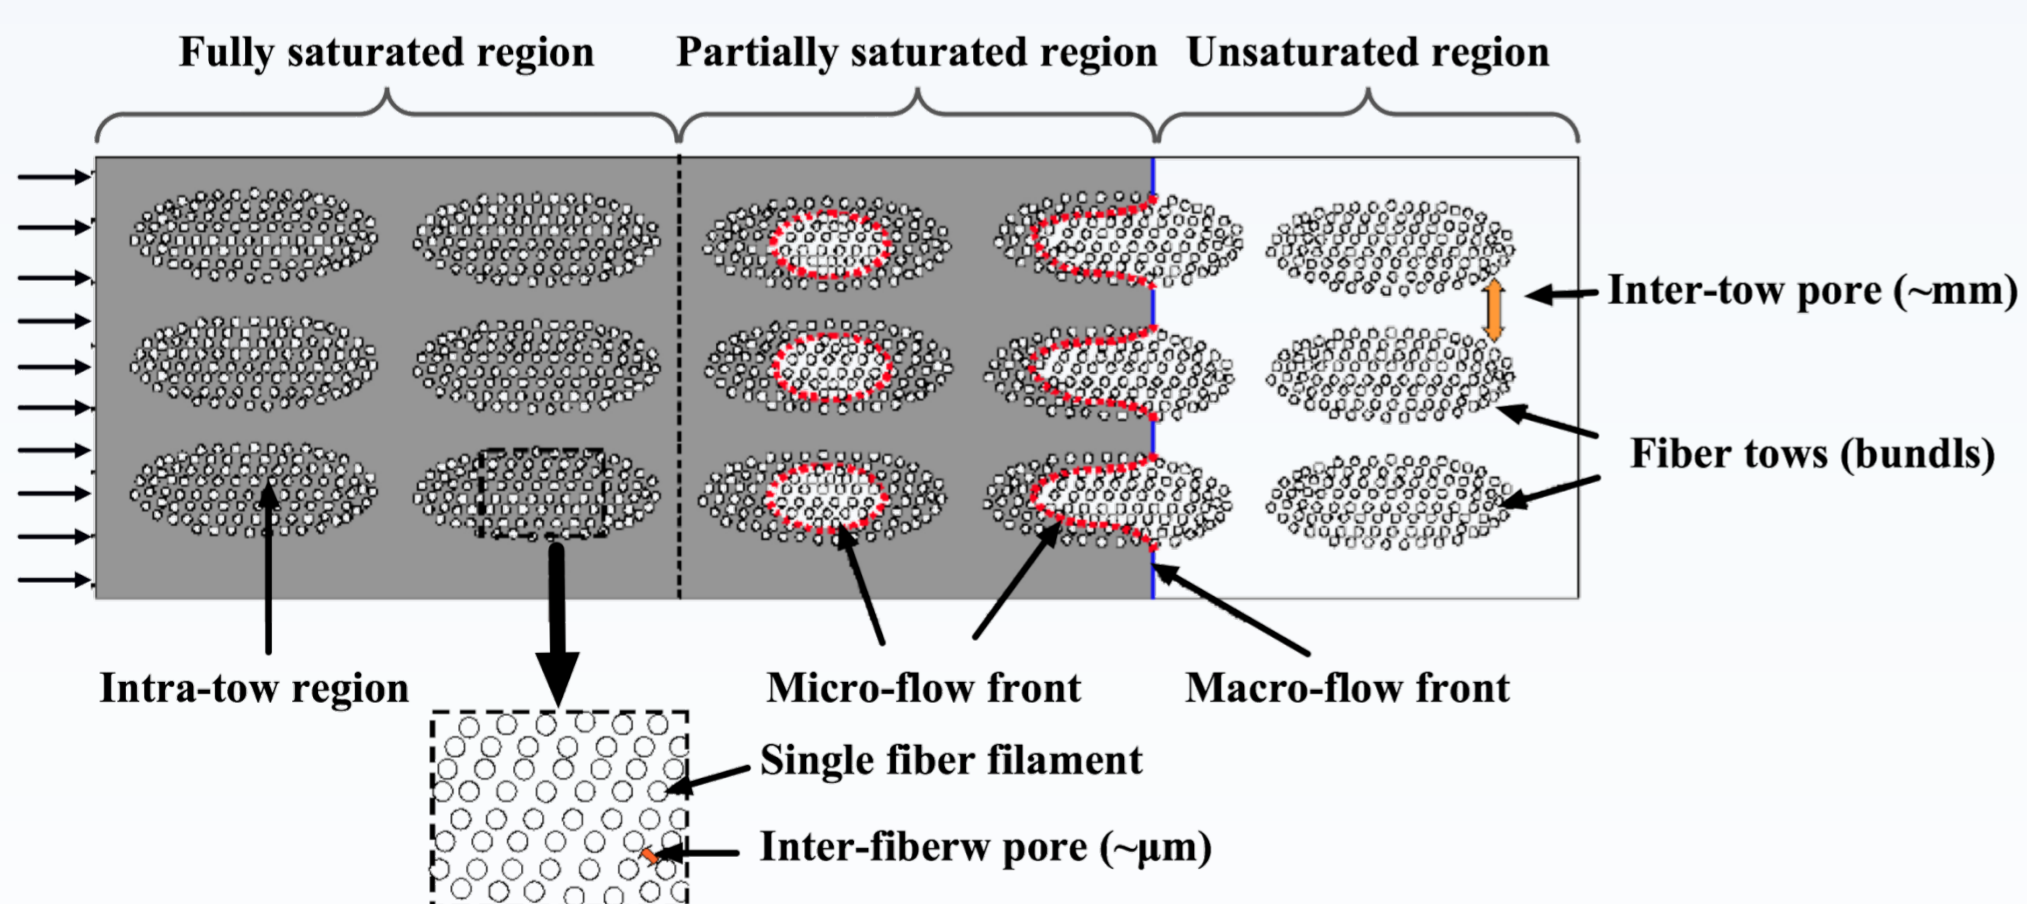 Fully saturated region
Partially saturated region
Unsaturated region
Inter-tow pore (~mm)
Fiber tows (bundls)
Intra-tow region
Micro-flow front
Macro-flow front
Single fiber filament
Inter-fiberw pore (~μm)